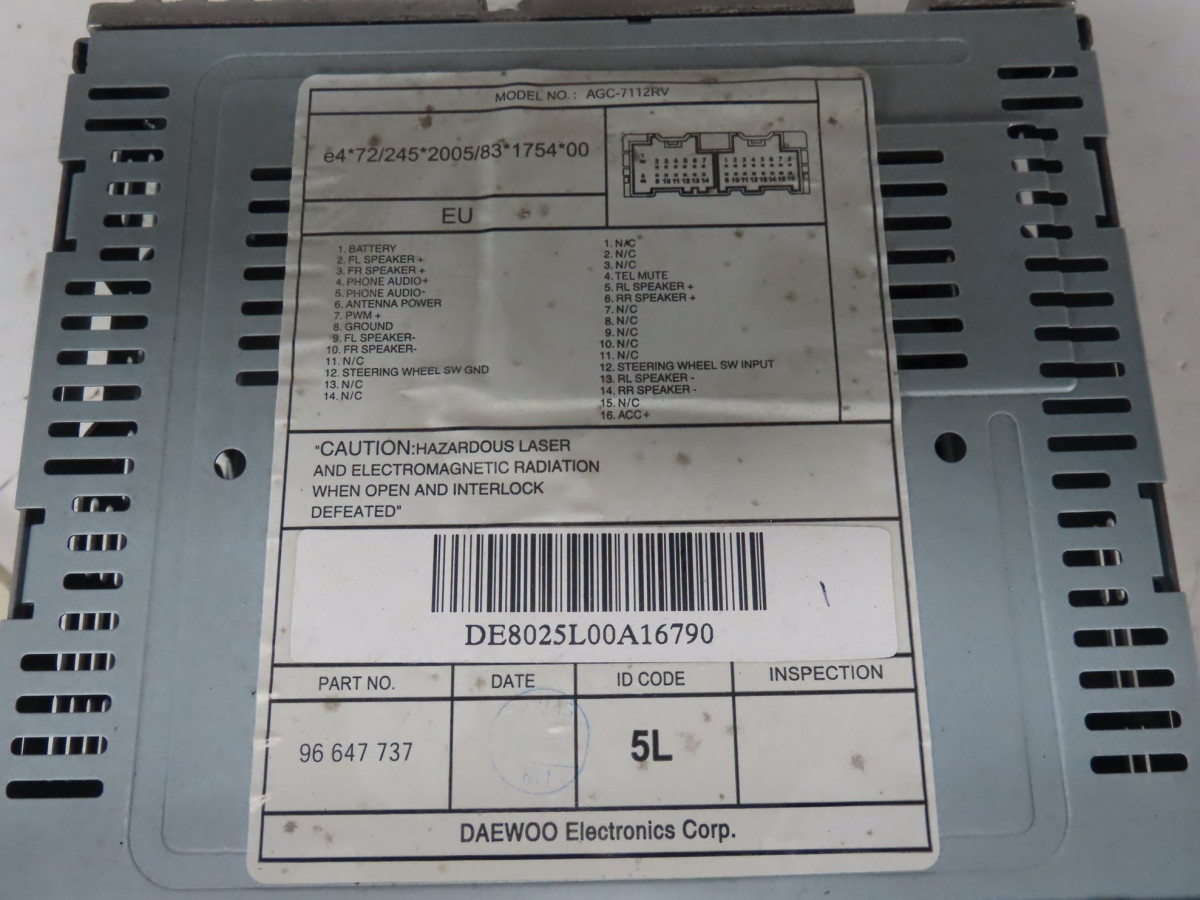 MODEL NO. : AGC-7112RV
e4*72/245*2005/83*1754*00
EU
1. BATTERY
2. FL SPEAKER +
3. FR SPEAKER +
4. PHONE AUDIO+
5. PHONE AUDIO-
6. ANTENNA POWER
7. PWM +
8. GROUND
9. FL SPEAKER-
10. FR SPEAKER-
11. N/C
12. STEERING WHEEL SW GND
13. N/C
14. N/C
1. N/C
2. N/C
3. N/C
4. TEL MUTE
5. RL SPEAKER +
6. RR SPEAKER +
7. N/C
8. N/C
9. N/C
10. N/C
11. N/C
12. STEERING WHEEL SW INPUT
13. RL SPEAKER -
14. RR SPEAKER -
15. N/C
16. ACC+
"CAUTION:HAZARDOUS LASER
AND ELECTROMAGNETIC RADIATION
WHEN OPEN AND INTERLOCK
DEFEATED"
DE8025L00A16790
PART NO. DATE ID CODE INSPECTION
96 647 737 5L
DAEWOO Electronics Corp.